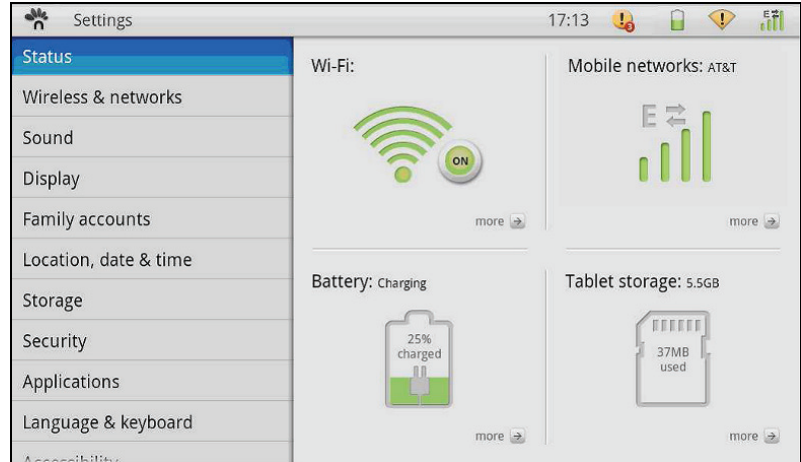 Settings
17:13
3
E
Status
Wireless & networks
Sound
Display
Family accounts
Location, date & time
Storage
Security
Applications
Language & keyboard
Accessibility
Wi-Fi:
ON
more
Mobile networks: AT&T
E
more
Battery: Charging
25%
charged
more
Tablet storage: 5.5GB
37MB
used
more